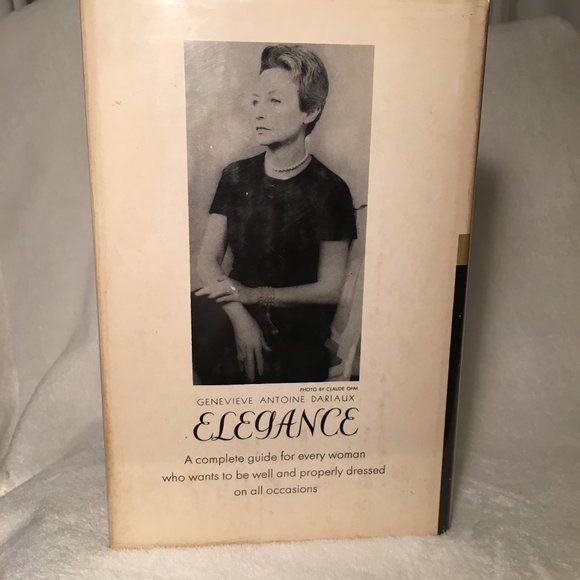 PHOTO BY CLAUDE OHM
GENEVIEVE ANTOINE DARIAUX
ELEGANCE
A complete guide for every woman
who wants to be well and properly dressed
on all occasions